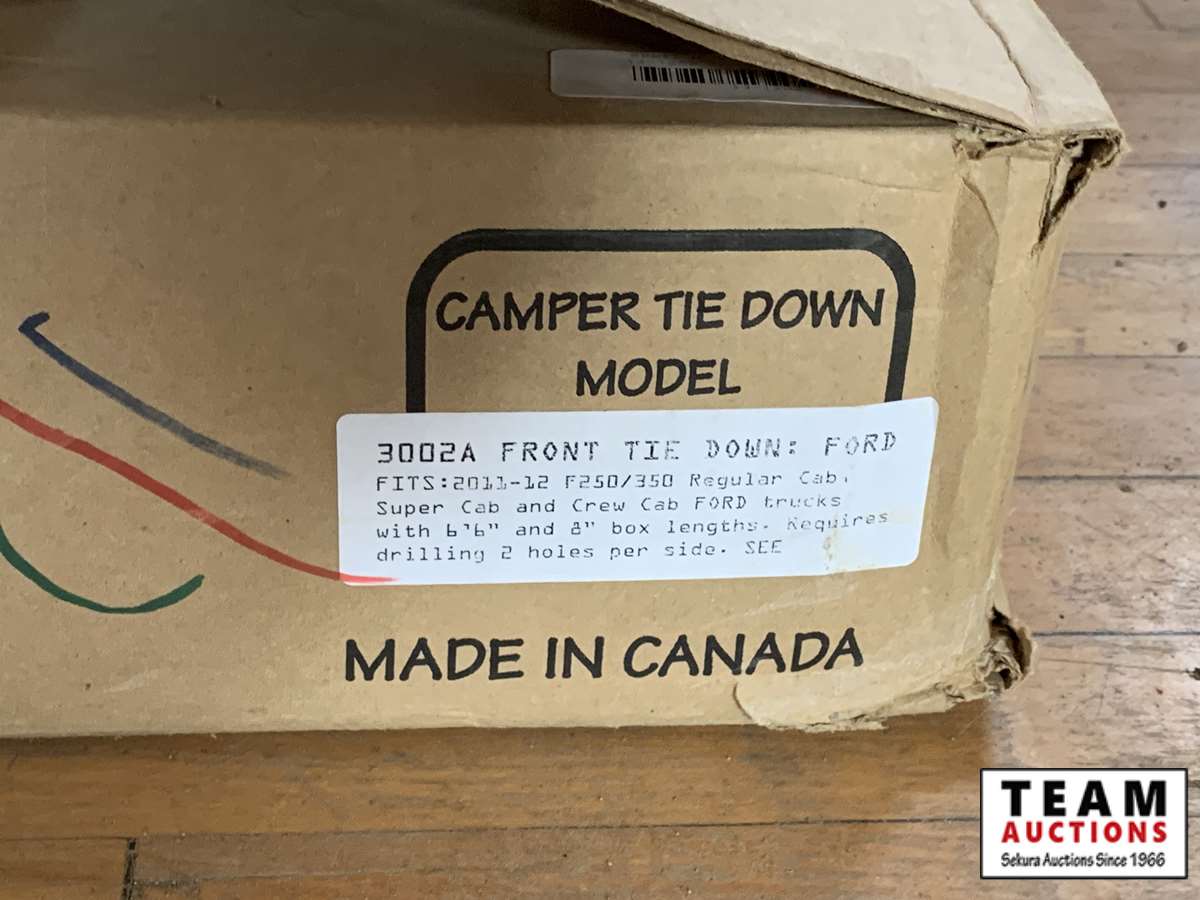 CAMPER TIE DOWN
MODEL
3002A FRONT TIE DOWN: FORD
FITS:2011-12 F250/350 Regular Cab,
Super Cab and Crew Cab FORD trucks
with 6'6" and 8" box lengths. Requires
drilling 2 holes per side. SEE
MADE IN CANADA
TEAM
AUCTIONS
Sekura Auctions Since 1966